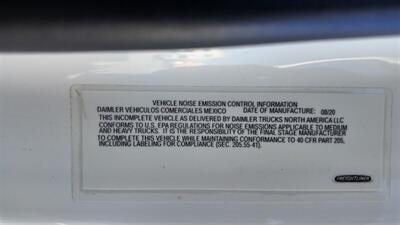 VEHICLE NOISE EMISSION CONTROL INFORMATION
DAIMLER VEHICULOS COMERCIALES MEXICO DATE OF MANUFACTURE: 08/20
THIS INCOMPLETE VEHICLE AS DELIVERED BY DAIMLER TRUCKS NORTH AMERICA LLC
CONFORMS TO U.S. EPA REGULATIONS FOR NOISE EMISSIONS APPLICABLE TO MEDIUM
AND HEAVY TRUCKS. IT IS THE RESPONSIBILITY OF THE FINAL STAGE MANUFACTURER
TO COMPLETE THIS VEHICLE WHILE MAINTAINING CONFORMANCE TO 40 CFR PART 205,
INCLUDING LABELING FOR COMPLIANCE (SEC. 205.55-41).
FREIGHTLINER